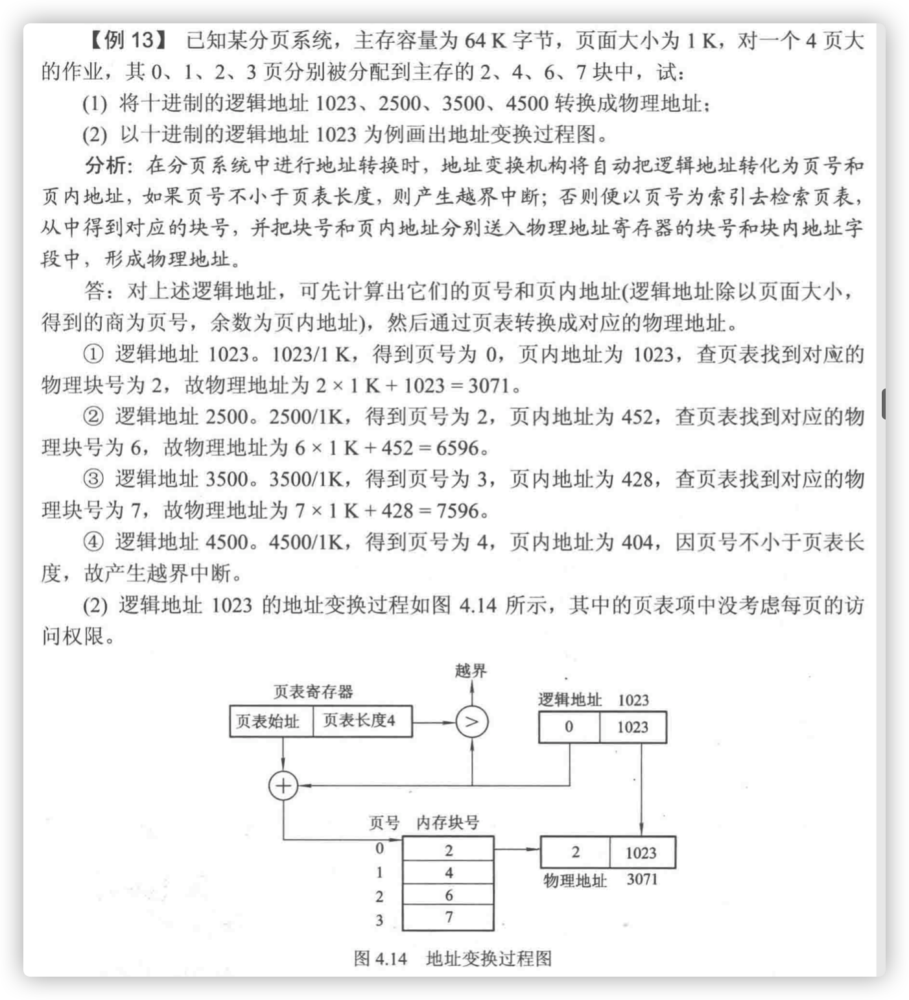 【例 13】 已知某分页系统，主存容量为 64 K 字节，页面大小为 1 K，对一个 4 页大
的作业，其 0、1、2、3 页分别被分配到主存的 2、4、6、7 块中，试：
(1) 将十进制的逻辑地址 1023、2500、3500、4500 转换成物理地址；
(2) 以十进制的逻辑地址 1023 为例画出地址变换过程图。
分析：在分页系统中进行地址转换时，地址变换机构将自动把逻辑地址转化为页号和
页内地址，如果页号不小于页表长度，则产生越界中断；否则便以页号为索引去检索页表，
从中得到对应的块号，并把块号和页内地址分别送入物理地址寄存器的块号和块内地址字
段中，形成物理地址。
答：对上述逻辑地址，可先计算出它们的页号和页内地址(逻辑地址除以页面大小，
得到的商为页号，余数为页内地址)，然后通过页表转换成对应的物理地址。
① 逻辑地址 1023。1023/1 K，得到页号为 0，页内地址为 1023，查页表找到对应的
物理块号为 2，故物理地址为 2 × 1 K + 1023 = 3071。
② 逻辑地址 2500。2500/1K，得到页号为 2，页内地址为 452，查页表找到对应的物
理块号为 6，故物理地址为 6 × 1 K + 452 = 6596。
③ 逻辑地址 3500。3500/1K，得到页号为 3，页内地址为 428，查页表找到对应的物
理块号为 7，故物理地址为 7 × 1 K + 428 = 7596。
④ 逻辑地址 4500。4500/1K，得到页号为 4，页内地址为 404，因页号不小于页表长
度，故产生越界中断。
(2) 逻辑地址 1023 的地址变换过程如图 4.14 所示，其中的页表项中没考虑每页的访
问权限。
越界
页表寄存器
逻辑地址 1023
页表始址 页表长度4
>
0 1023
+
页号 内存块号
0 2
2 1023
1 4
物理地址 3071
2 6
3 7
图 4.14 地址变换过程图